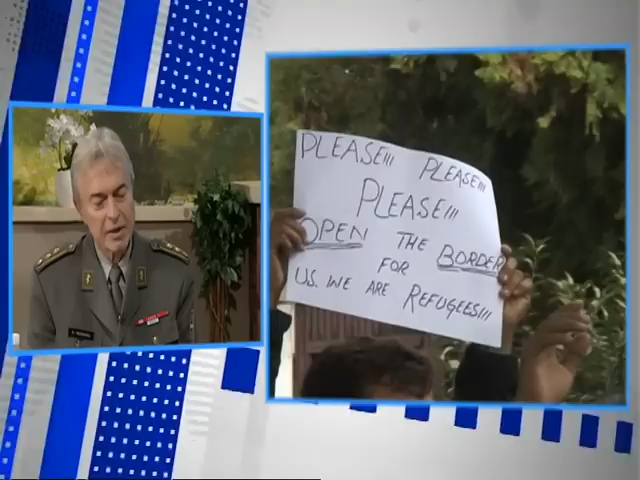 PLEASE!!! PLEASE!!!
PLEASE!!!
OPEN THE BORDER
FOR
US. WE ARE REFUGEES!!!